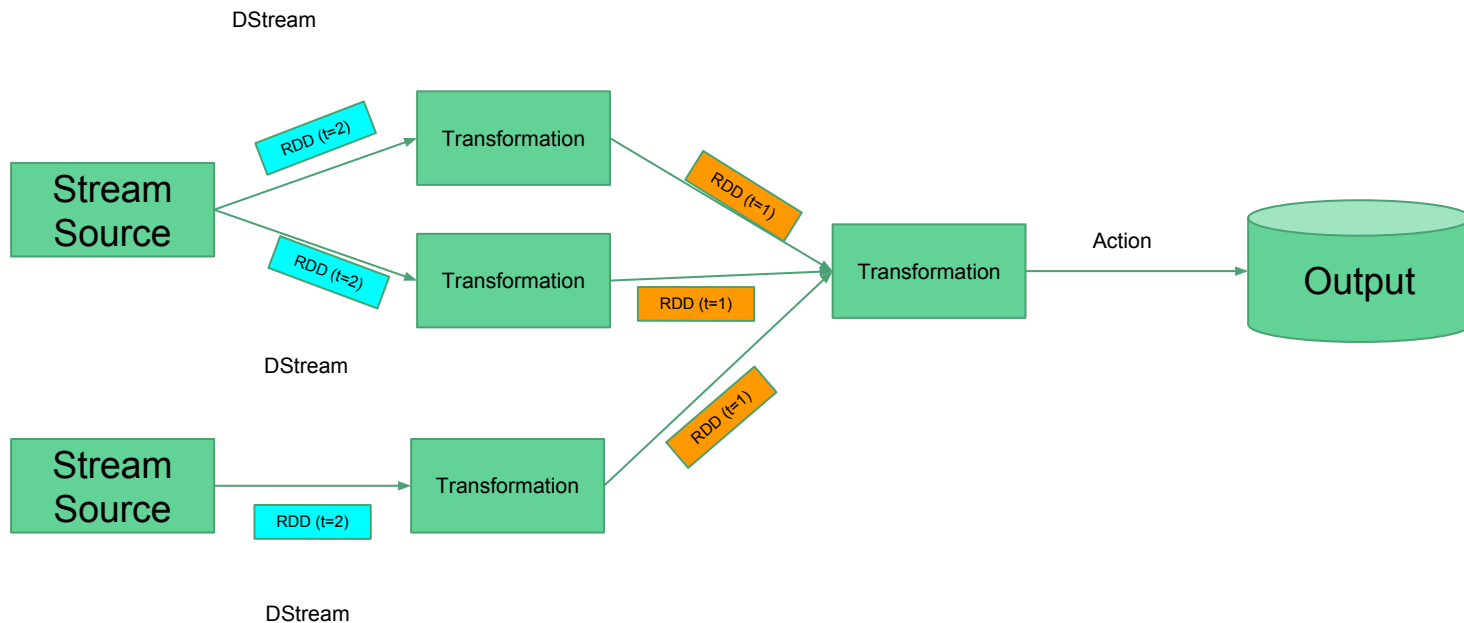 DStream
RDD (t=2)
Transformation
Stream
Source
RDD (t=1)
RDD (t=2)
Transformation
RDD (t=1)
Transformation
Action
Output
DStream
RDD (t=1)
Stream
Source
RDD (t=2)
Transformation
DStream